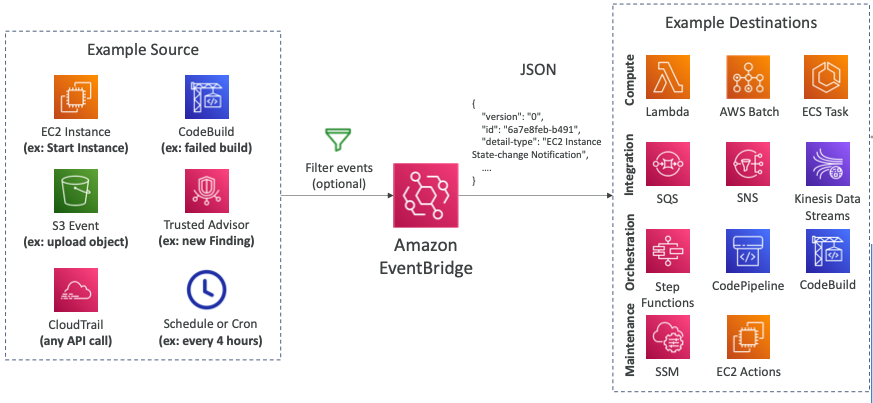 Example Source
EC2 Instance
(ex: Start Instance)
CodeBuild
(ex: failed build)
S3 Event
(ex: upload object)
Trusted Advisor
(ex: new Finding)
CloudTrail
(any API call)
Schedule or Cron
(ex: every 4 hours)
Filter events
(optional)
Amazon
EventBridge
JSON
{
"version": "0",
"id": "6a7e8feb-b491",
"detail-type": "EC2 Instance
State-change Notification",
....
}
Example Destinations
Compute
Lambda
AWS Batch
ECS Task
Integration
SQS
SNS
Kinesis Data
Streams
Orchestration
Step
Functions
CodePipeline
CodeBuild
Maintenance
SSM
EC2 Actions